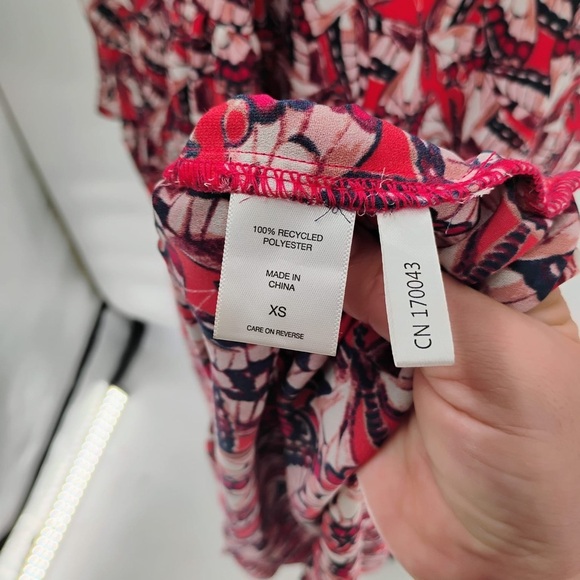 100% RECYCLED
POLYESTER
MADE IN
CHINA
XS
CARE ON REVERSE
CN 170043